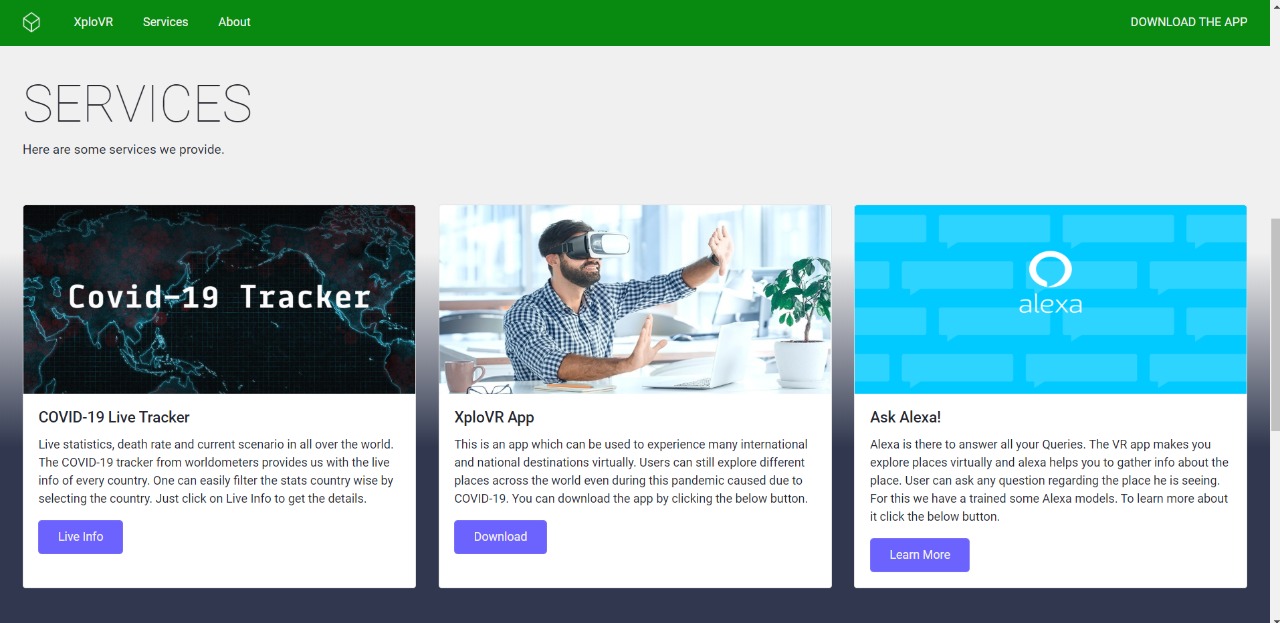 XploVR Services About DOWNLOAD THE APP
SERVICES
Here are some services we provide.
Covid-19 Tracker
COVID-19 Live Tracker
Live statistics, death rate and current scenario in all over the world.
The COVID-19 tracker from worldometers provides us with the live
info of every country. One can easily filter the stats country wise by
selecting the country. Just click on Live Info to get the details.
Live Info
XploVR App
This is an app which can be used to experience many international
and national destinations virtually. Users can still explore different
places across the world even during this pandemic caused due to
COVID-19. You can download the app by clicking the below button.
Download
alexa
Ask Alexa!
Alexa is there to answer all your Queries. The VR app makes you
explore places virtually and alexa helps you to gather info about the
place. User can ask any question regarding the place he is seeing.
For this we have a trained some Alexa models. To learn more about
it click the below button.
Learn More